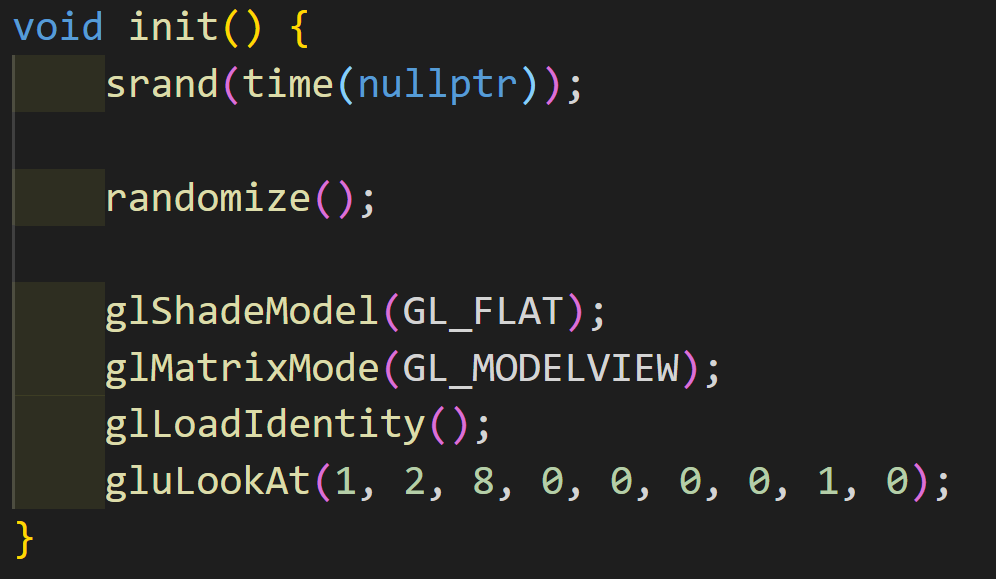 void init() {
    srand(time(nullptr));
    randomize();
    glShadeModel(GL_FLAT);
    glMatrixMode(GL_MODELVIEW);
    glLoadIdentity();
    gluLookAt(1, 2, 8, 0, 0, 0, 0, 1, 0);
}